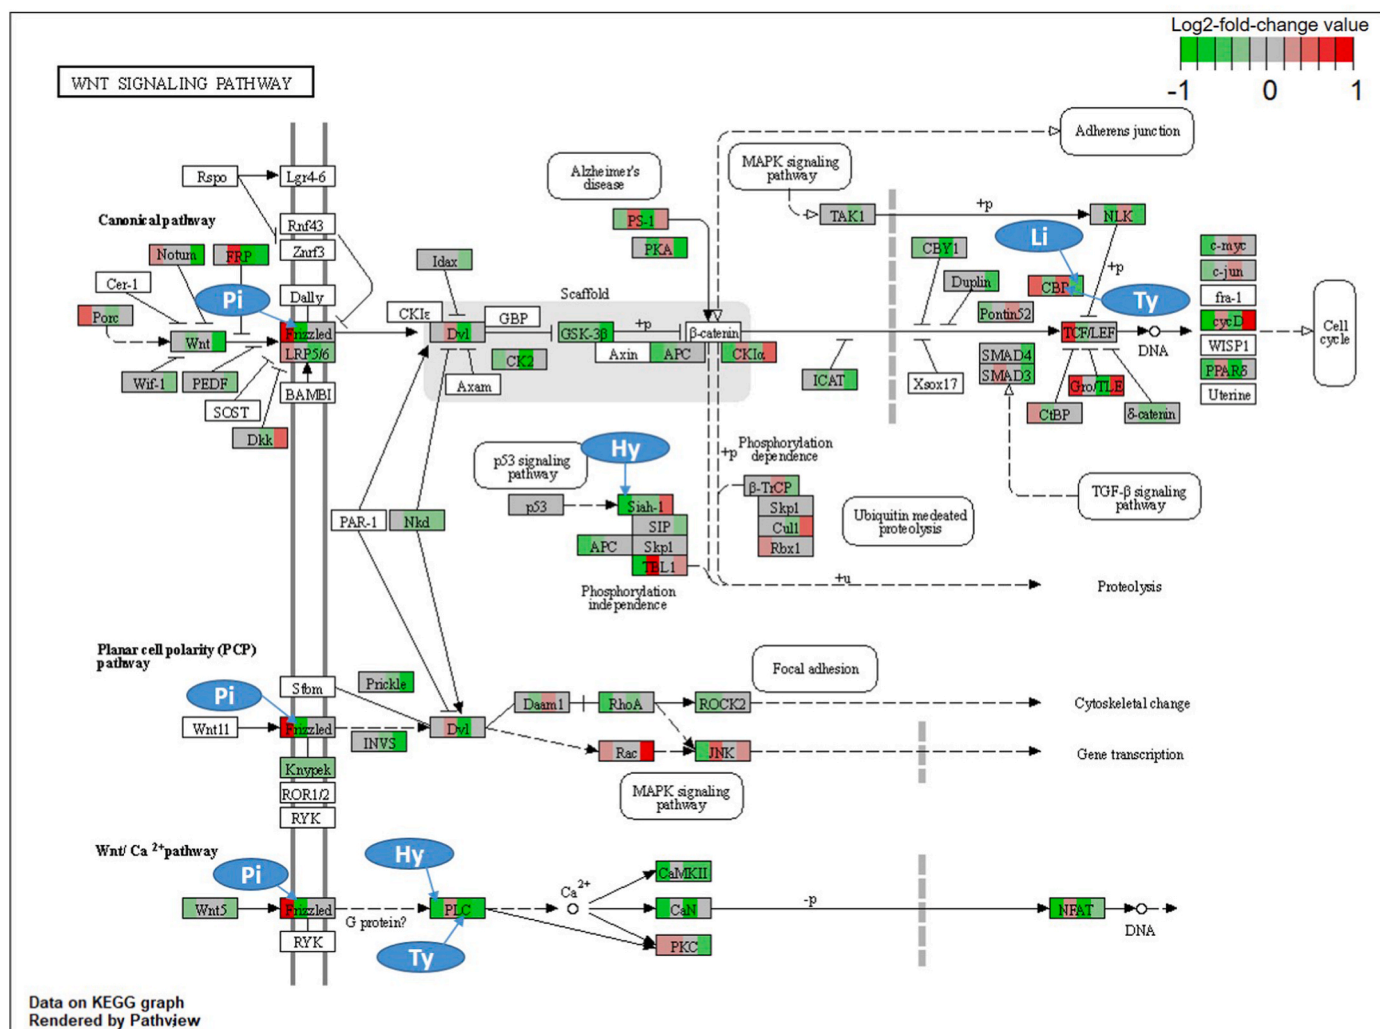 Log2-fold-change value
-1 0 1
WNT SIGNALING PATHWAY
Adherens junction
Alzheimer's
disease
MAPK signaling
pathway
Rspo
Lgr4-6
Canonical pathway
Rnf43
Znrf3
Notum
FRP
Cer-1
Pi
Dally
Porc
Wnt
Frizzled
LRP5/6
Wif-1
PEDF
SOST
BAMBI
Dkk
Idax
CKIε
Scaffold
GBP
Dvl
GSK-3β
+p
β-catenin
CK2
Axin
APC
CKIα
Axam
PS-1
PKA
TAK1
+p
NLK
CBY1
Duplin
Li
+p
CBP
Ty
Pontin52
TCF/LEF
DNA
ICAT
Xsox17
SMAD4
SMAD3
Gro/TLE
CtBP
δ-catenin
c-myc
c-jun
fra-1
cycD
WISP1
PPARδ
Uterine
Cell
cycle
TGF-β signaling
pathway
p53 signaling
pathway
Hy
p53
Siah-1
SIP
APC
Skp1
TBL1
Phosphorylation
independence
+p
Phosphorylation
dependence
β-TrCP
Skp1
Cul1
Rbx1
Ubiquitin medeated
proteolysis
+u
Proteolysis
PAR-1
Nkd
Planar cell polarity (PCP)
pathway
Pi
Stbm
Prickle
Wnt11
Frizzled
INVS
Dvl
Knypek
ROR1/2
RYK
Daam1
RhoA
ROCK2
Focal adhesion
Cytoskeletal change
Rac
JNK
Gene transcription
MAPK signaling
pathway
Wnt/ Ca 2+ pathway
Pi
Hy
Wnt5
Frizzled
G protein?
PLC
RYK
Ty
Ca2+
CaMKII
CaN
PKC
-p
NFAT
DNA
Data on KEGG graph
Rendered by Pathview